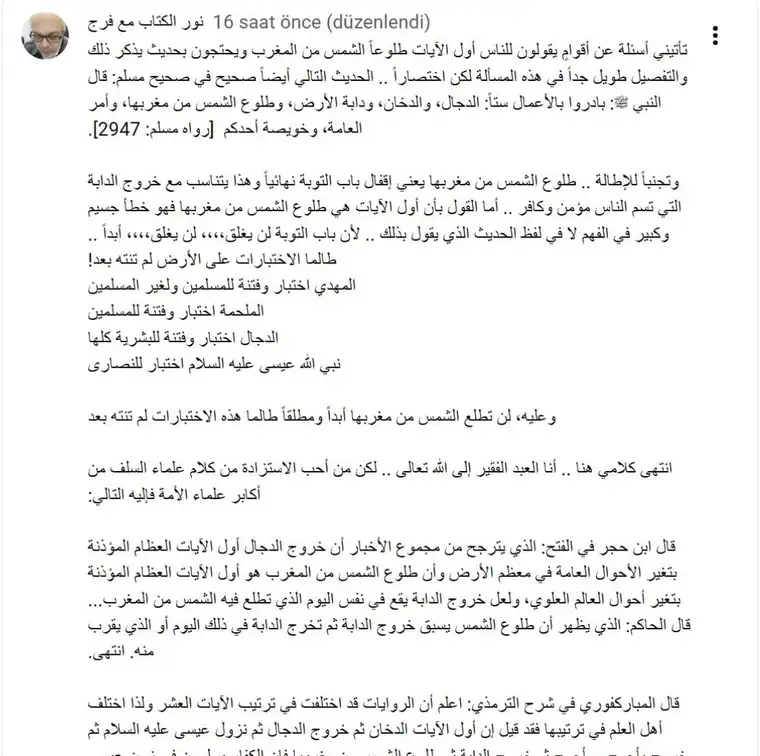 نور الكتاب مع فرج 16 saat önce (düzenlendi)
تأتيني أسئلة عن أقوامٍ يقولون للناس أول الآيات طلوعاً الشمس من المغرب ويحتجون بحديث يذكر ذلك
والتفصيل طويل جداً في هذه المسألة لكن اختصاراً .. الحديث التالي أيضاً صحيح في صحيح مسلم: قال
النبي ﷺ: بادروا بالأعمال ستاً: الدجال، والدخان، ودابة الأرض، وطلوع الشمس من مغربها، وأمر
العامة، وخويصة أحدكم [رواه مسلم: 2947].
وتجنباً للإطالة .. طلوع الشمس من مغربها يعني إقفال باب التوبة نهائياً وهذا يتناسب مع خروج الدابة
التي تسم الناس مؤمن وكافر .. أما القول بأن أول الآيات هي طلوع الشمس من مغربها فهو خطأ جسيم
وكبير في الفهم لا في لفظ الحديث الذي يقول بذلك .. لأن باب التوبة لن يغلق،،،، لن يغلق،،،، أبداً ..
طالما الاختبارات على الأرض لم تنته بعد!
المهدي اختبار وفتنة للمسلمين ولغير المسلمين
الملحمة اختبار وفتنة للمسلمين
الدجال اختبار وفتنة للبشرية كلها
نبي الله عيسى عليه السلام اختبار للنصارى
وعليه، لن تطلع الشمس من مغربها أبداً ومطلقاً طالما هذه الاختبارات لم تنته بعد
انتهى كلامي هنا .. أنا العبد الفقير إلى الله تعالى .. لكن من أحب الاستزادة من كلام علماء السلف من
أكابر علماء الأمة فإليه التالي:
قال ابن حجر في الفتح: الذي يترجح من مجموع الأخبار أن خروج الدجال أول الآيات العظام المؤذنة
بتغير الأحوال العامة في معظم الأرض وأن طلوع الشمس من المغرب هو أول الآيات العظام المؤذنة
بتغير أحوال العالم العلوي، ولعل خروج الدابة يقع في نفس اليوم الذي تطلع فيه الشمس من المغرب...
قال الحاكم: الذي يظهر أن طلوع الشمس يسبق خروج الدابة ثم تخرج الدابة في ذلك اليوم أو الذي يقرب
منه. انتهى.
قال المباركفوري في شرح الترمذي: اعلم أن الروايات قد اختلفت في ترتيب الآيات العشر ولذا اختلف
أهل العلم في ترتيبها فقد قيل إن أول الآيات الدخان ثم خروج الدجال ثم نزول عيسى عليه السلام ثم